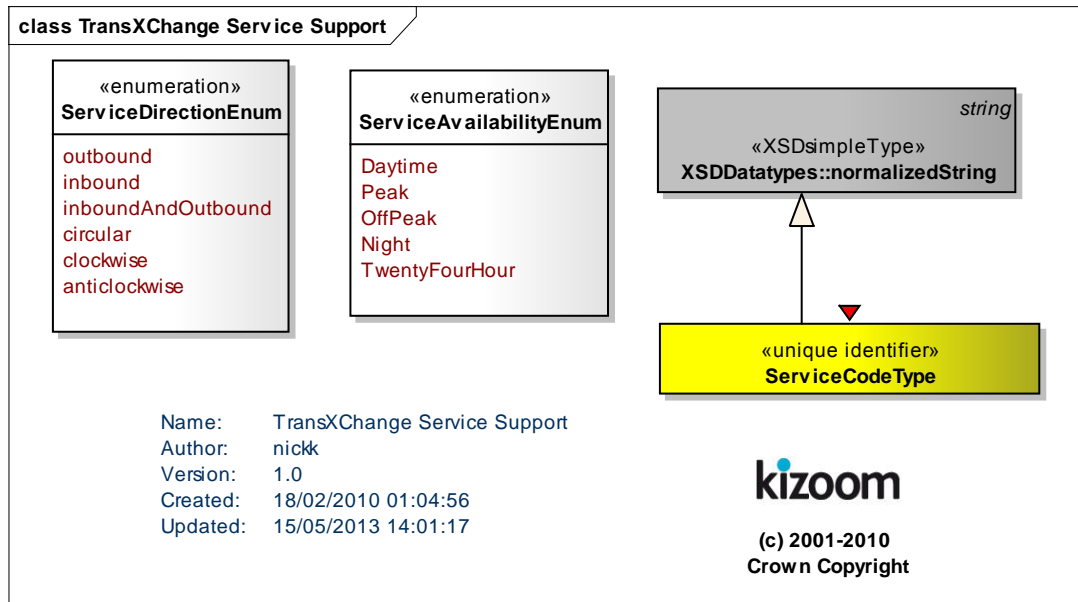 class TransXChange Service Support
«enumeration»
ServiceDirectionEnum
outbound
inbound
inboundAndOutbound
circular
clockwise
anticlockwise
«enumeration»
ServiceAvailabilityEnum
Daytime
Peak
OffPeak
Night
TwentyFourHour
string
«XSDsimpleType»
XSDDatatypes::normalizedString
«unique identifier»
ServiceCodeType
Name: TransXChange Service Support
Author: nickk
Version: 1.0
Created: 18/02/2010 01:04:56
Updated: 15/05/2013 14:01:17
kizoom
(c) 2001-2010
Crown Copyright